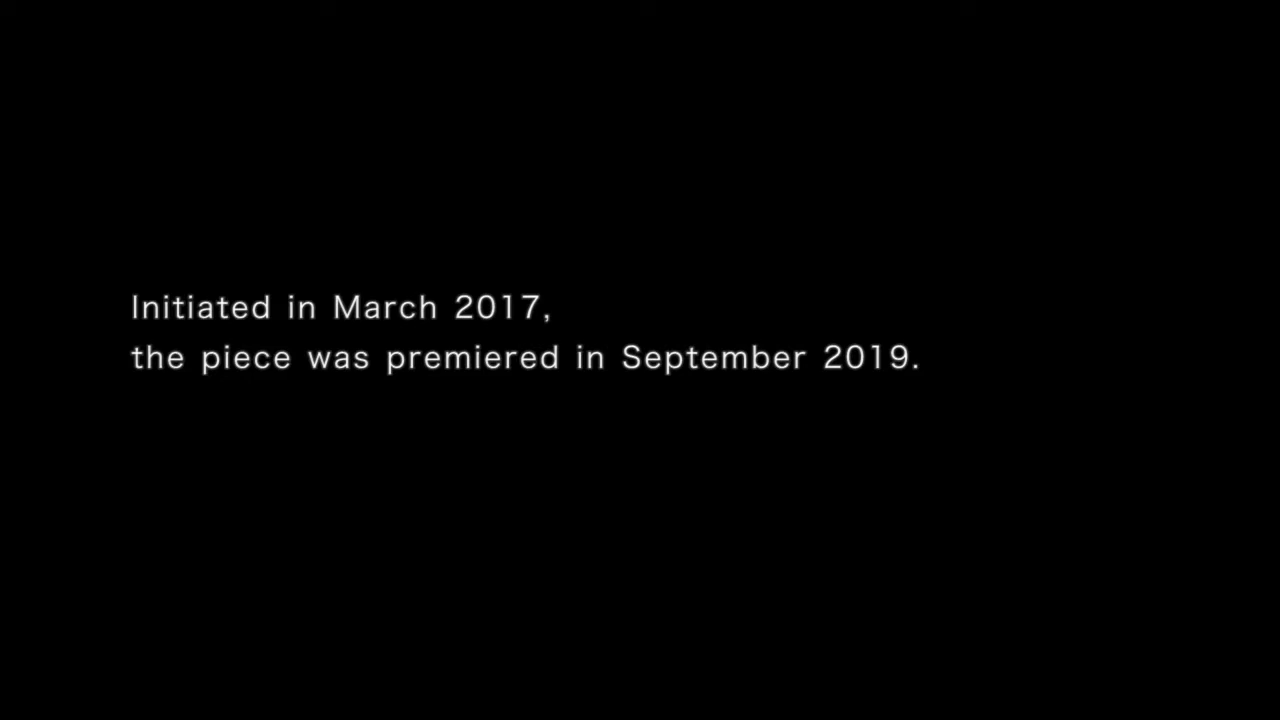 Initiated in March 2017,
the piece was premiered in September 2019.